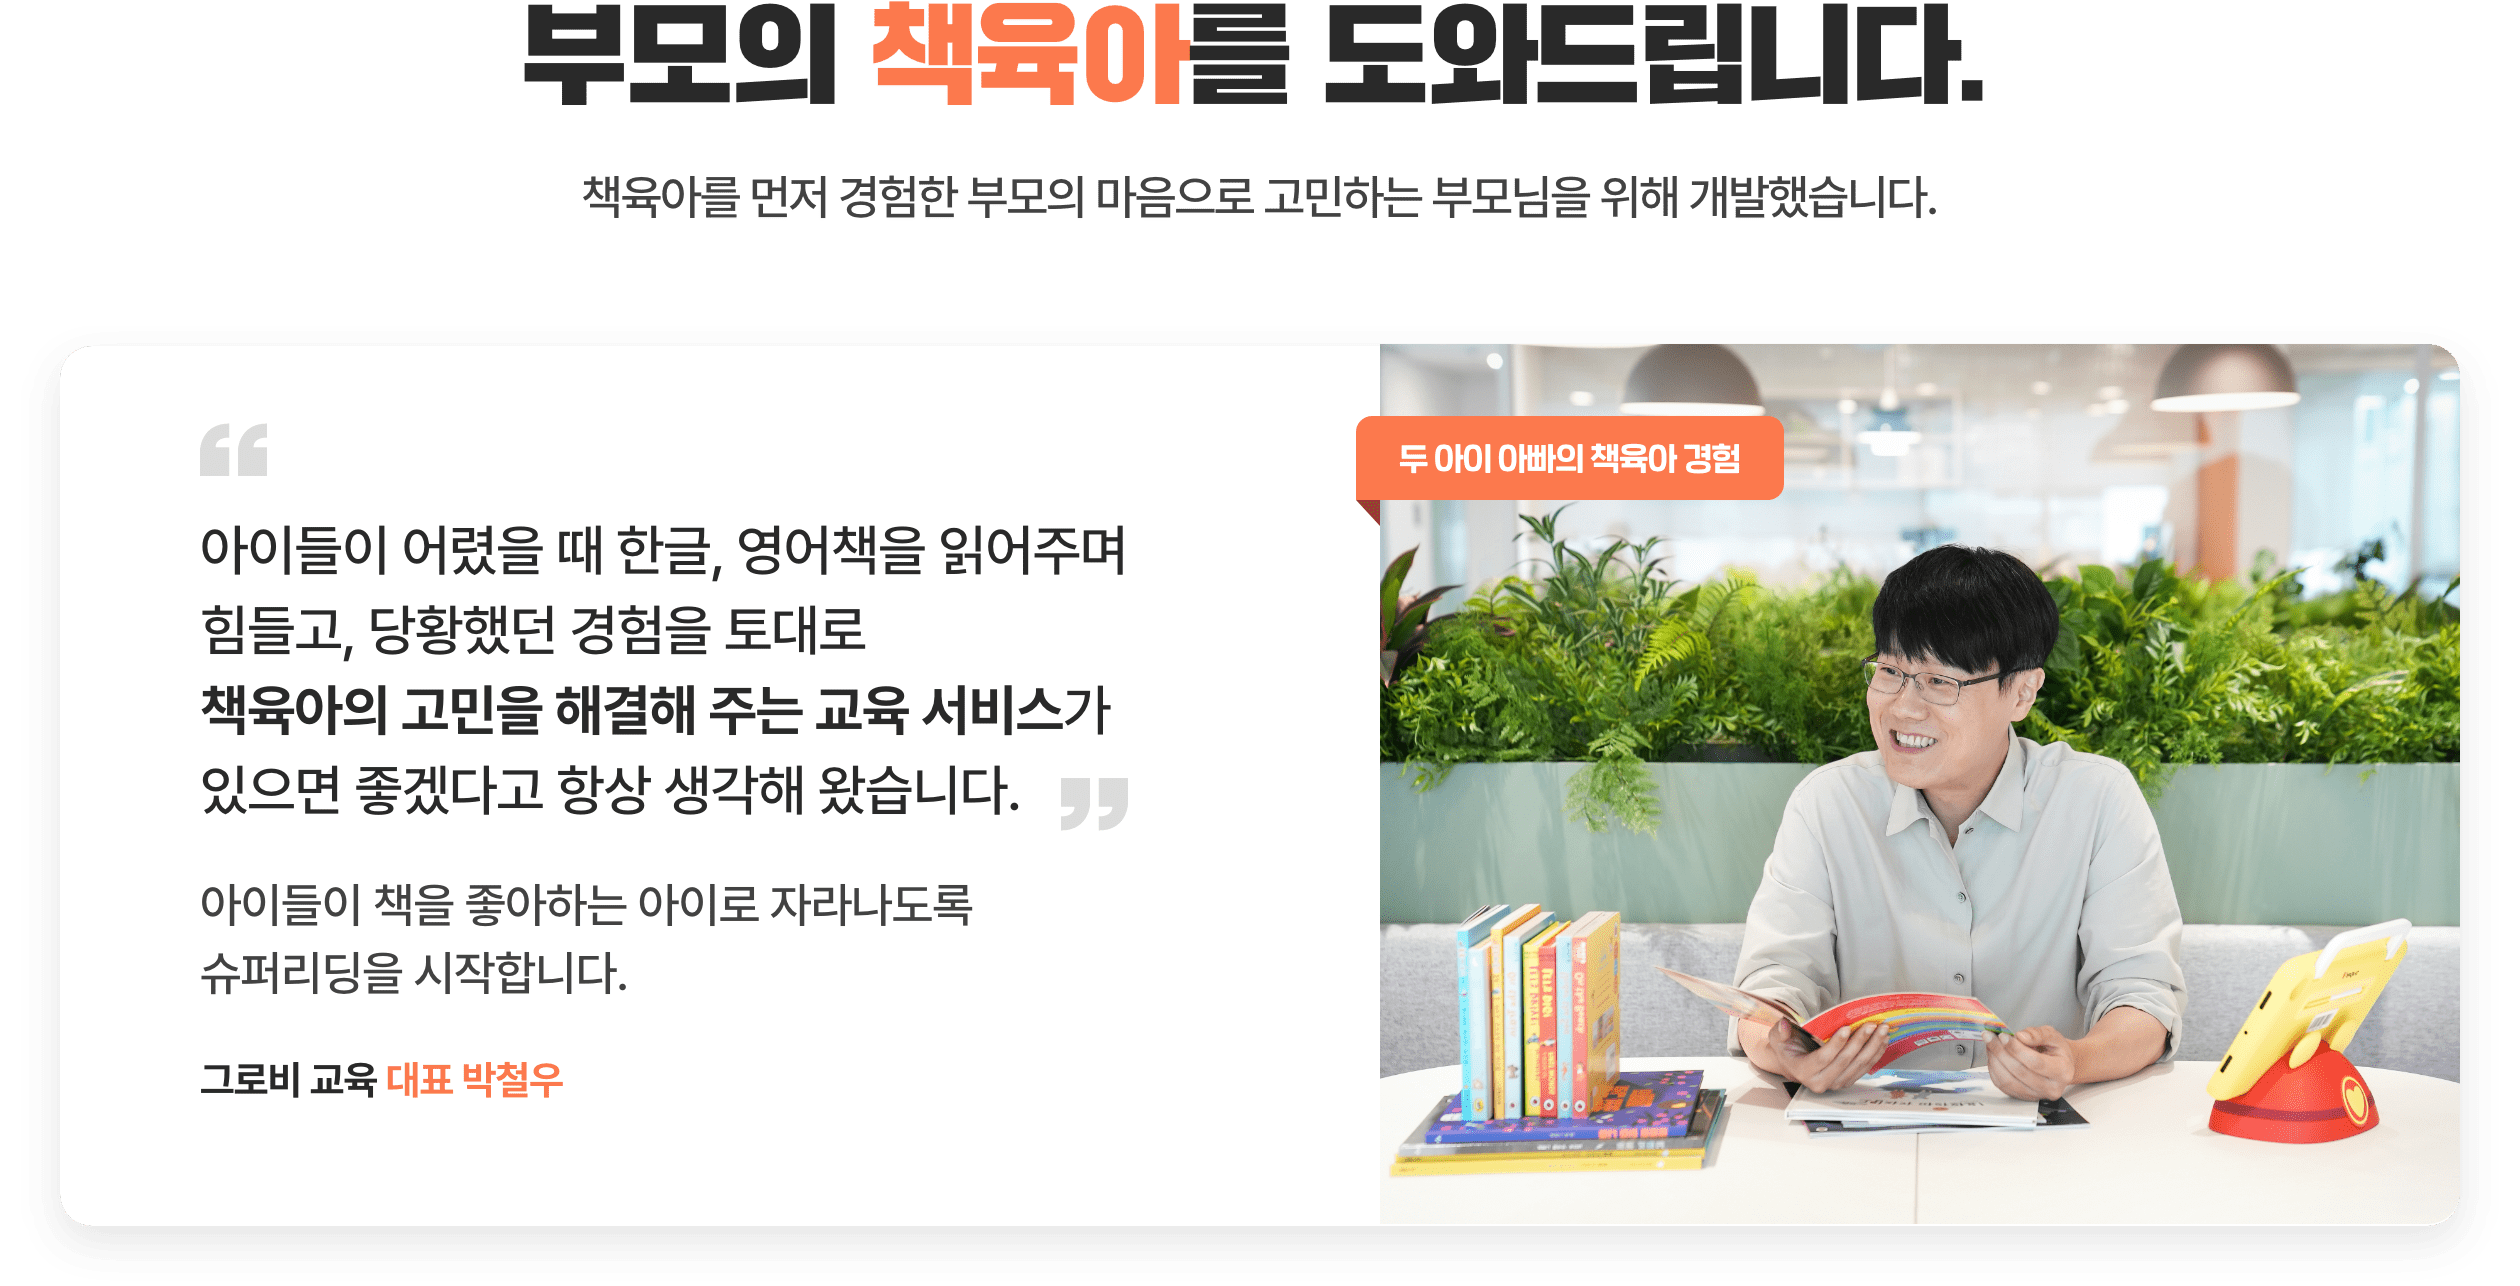 부모의 책육아를 도와드립니다.
책육아를 먼저 경험한 부모의 마음으로 고민하는 부모님을 위해 개발했습니다.
“
아이들이 어렸을 때 한글, 영어책을 읽어주며
힘들고, 당황했던 경험을 토대로
책육아의 고민을 해결해 주는 교육 서비스가
있으면 좋겠다고 항상 생각해 왔습니다. ”
아이들이 책을 좋아하는 아이로 자라나도록
슈퍼리딩을 시작합니다.
그로비 교육 대표 박철우
두 아이 아빠의 책육아 경험